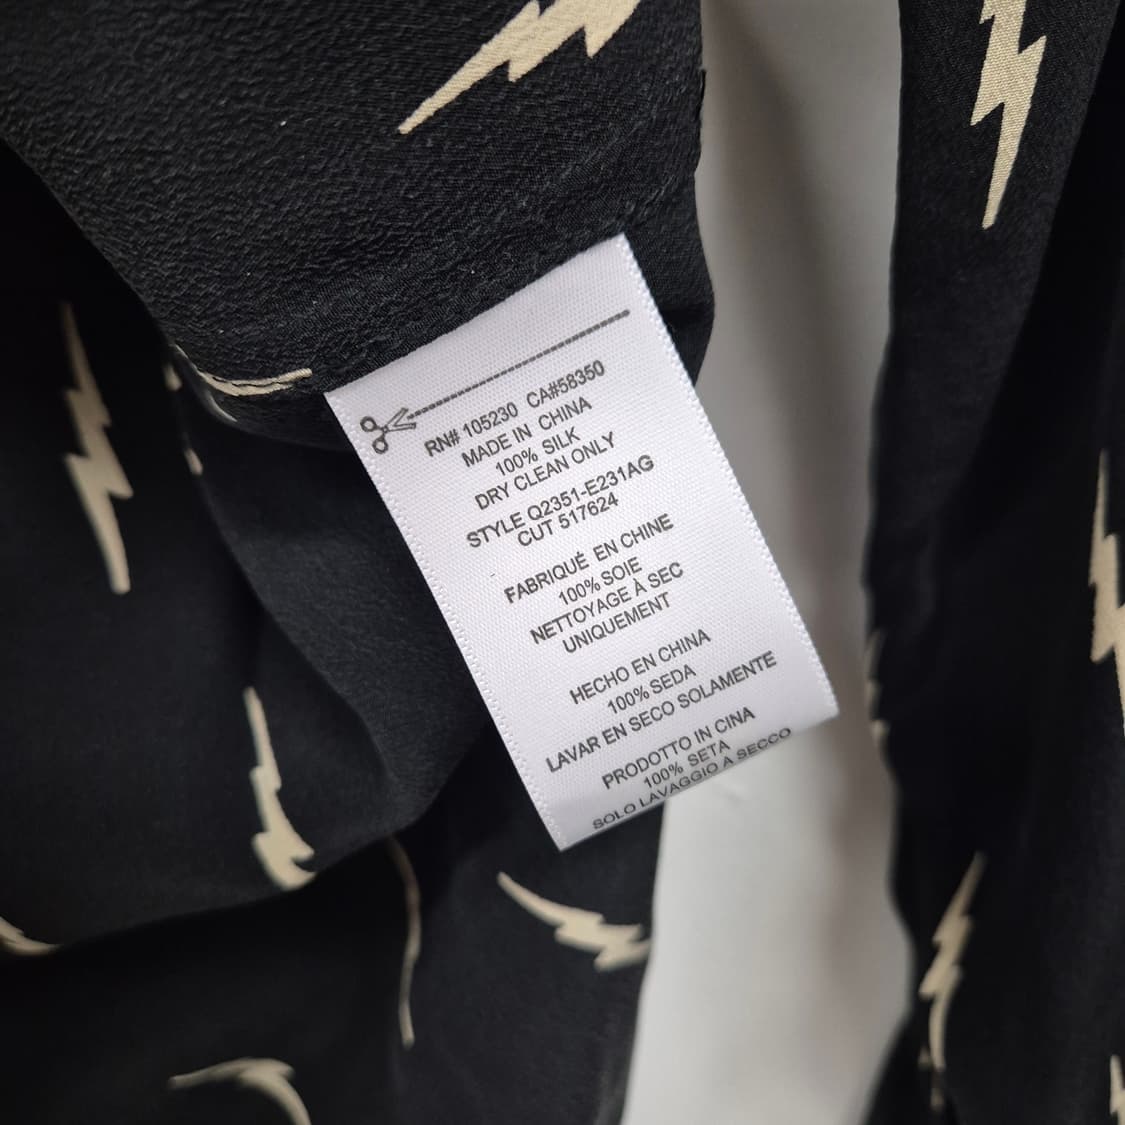 RN# 105230 CA#58350
MADE IN CHINA
100% SILK
DRY CLEAN ONLY
STYLE Q2351-E231AG
CUT 517624
FABRIQUÉ EN CHINE
100% SOIE
NETTOYAGE À SEC
UNIQUEMENT
HECHO EN CHINA
100% SEDA
LAVAR EN SECO SOLAMENTE
PRODOTTO IN CINA
100% SETA
SOLO LAVAGGIO A SECCO